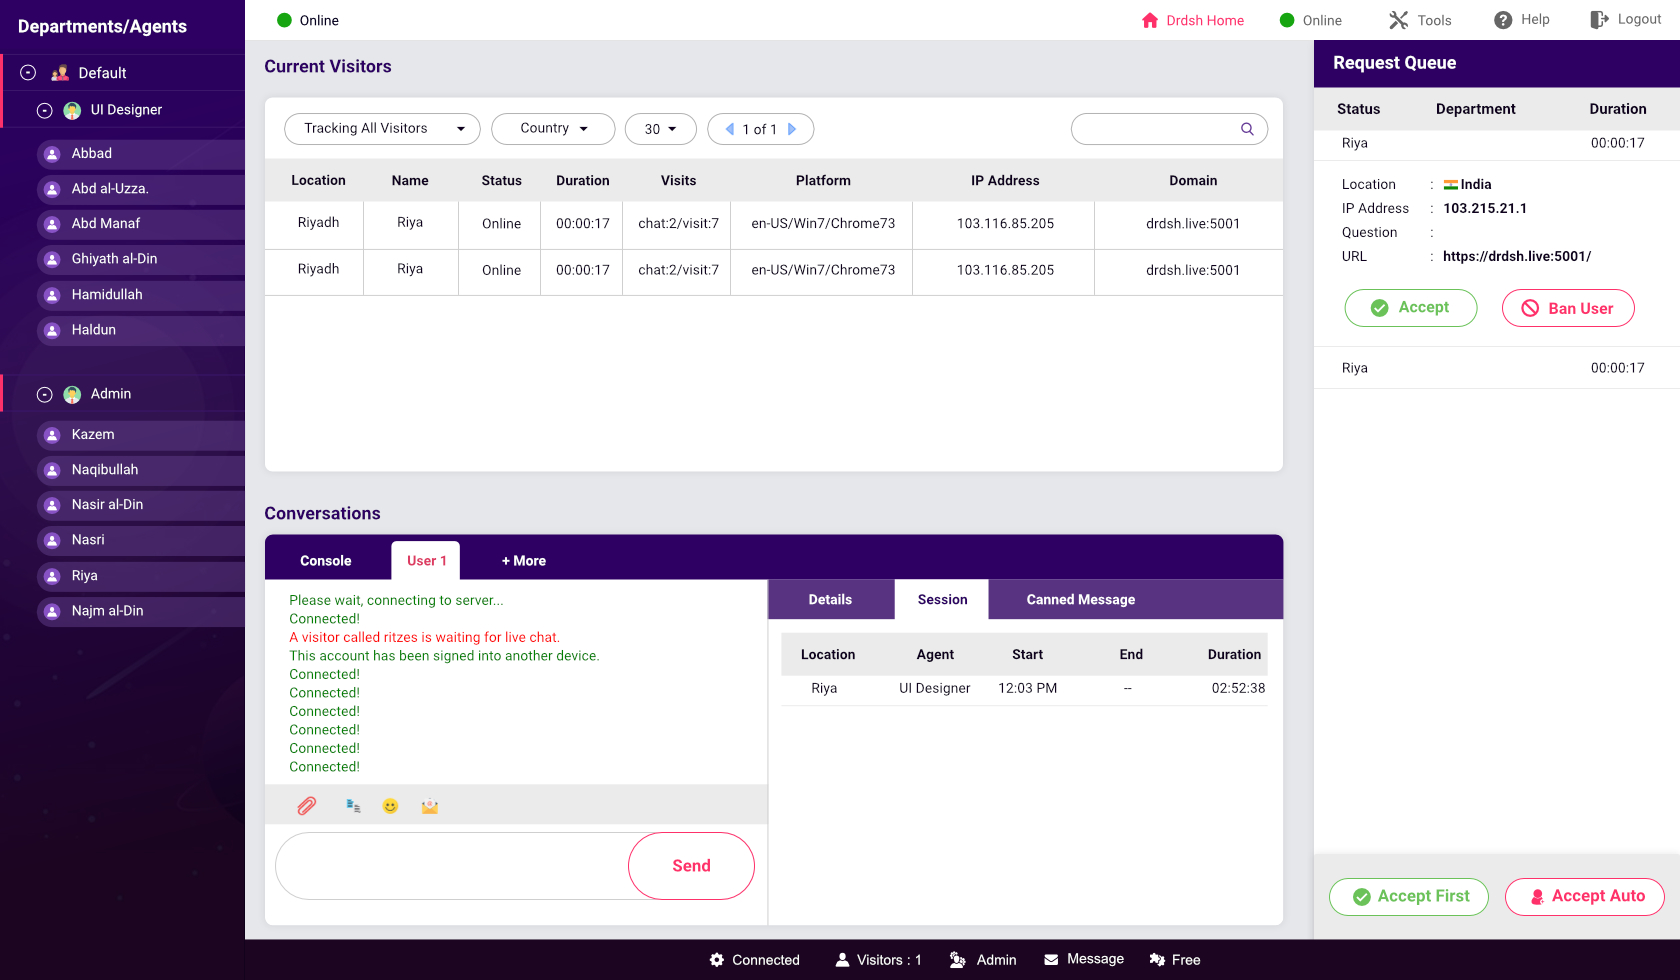 Departments/Agents
Default
UI Designer
Abbad
Abd al-Uzza.
Abd Manaf
Ghiyath al-Din
Hamidullah
Haldun
Admin
Kazem
Naqibullah
Nasir al-Din
Nasri
Riya
Najm al-Din
Online
Drdsh Home
Online
Tools
Help
Logout
Current Visitors
Tracking All Visitors
Country
30
1 of 1
Location Name Status Duration Visits Platform IP Address Domain
Riyadh Riya Online 00:00:17 chat:2/visit:7 en-US/Win7/Chrome73 103.116.85.205 drdsh.live:5001
Riyadh Riya Online 00:00:17 chat:2/visit:7 en-US/Win7/Chrome73 103.116.85.205 drdsh.live:5001
Conversations
Console
User 1
+ More
Please wait, connecting to server...
Connected!
A visitor called ritzes is waiting for live chat.
This account has been signed into another device.
Connected!
Connected!
Connected!
Connected!
Connected!
Connected!
Send
Details
Session
Canned Message
Location Agent Start End Duration
Riya UI Designer 12:03 PM -- 02:52:38
Request Queue
Status Department Duration
Riya 00:00:17
Location : India
IP Address : 103.215.21.1
Question :
URL : https://drdsh.live:5001/
Accept
Ban User
Riya 00:00:17
Accept First
Accept Auto
Connected
Visitors : 1
Admin
Message
Free